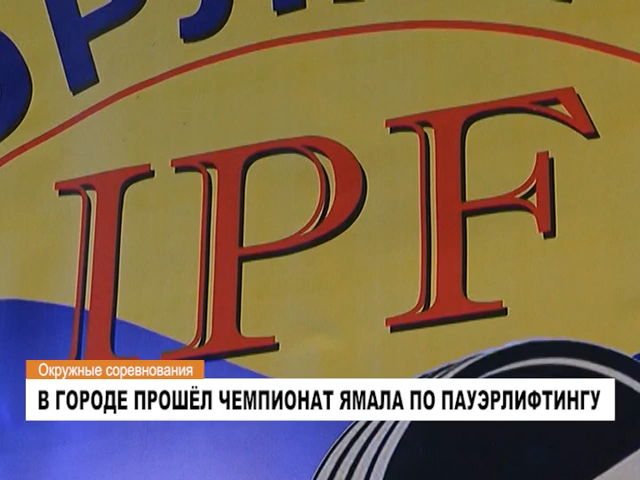 IPF
Окружные соревнования
В ГОРОДЕ ПРОШЁЛ ЧЕМПИОНАТ ЯМАЛА ПО ПАУЭРЛИФТИНГУ